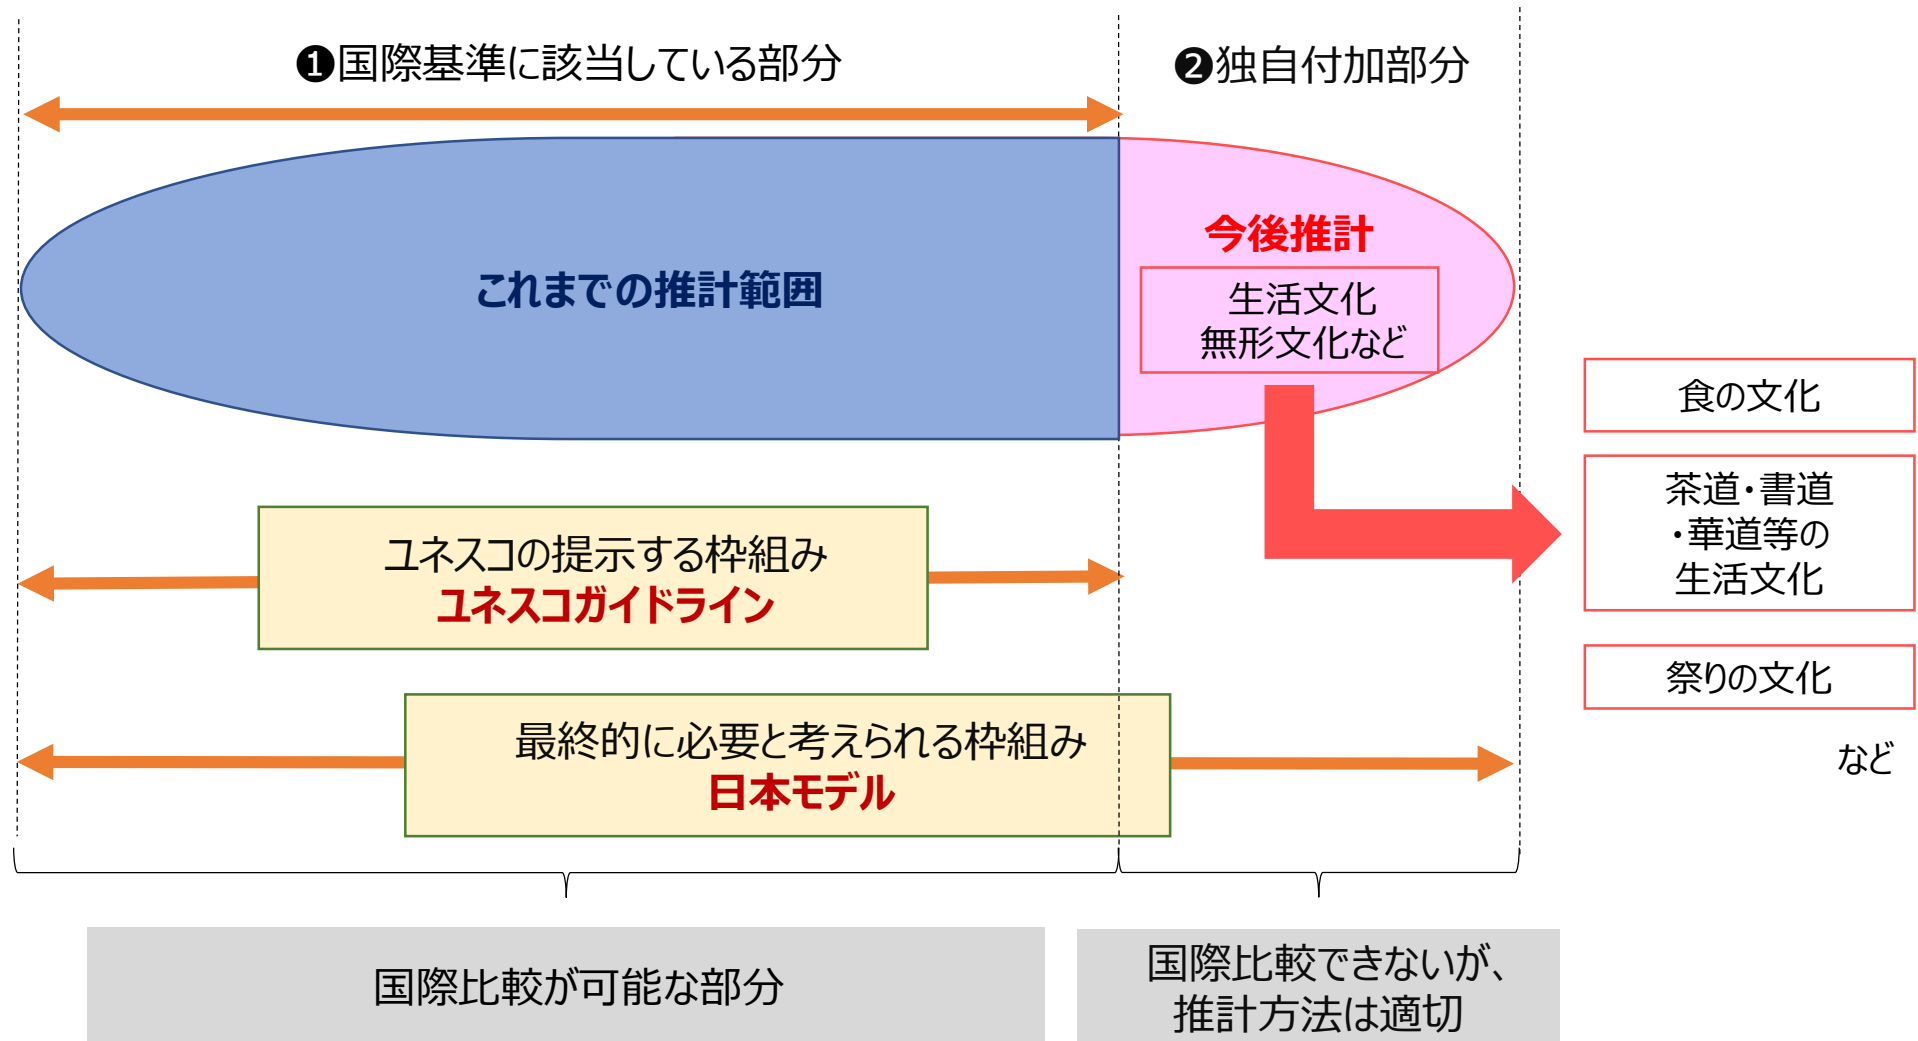 ❶国際基準に該当している部分
❷独自付加部分
これまでの推計範囲
今後推計
生活文化
無形文化など
食の文化
茶道・書道
・華道等の
生活文化
祭りの文化
など
ユネスコの提示する枠組み
ユネスコガイドライン
最終的に必要と考えられる枠組み
日本モデル
国際比較が可能な部分
国際比較できないが、
推計方法は適切